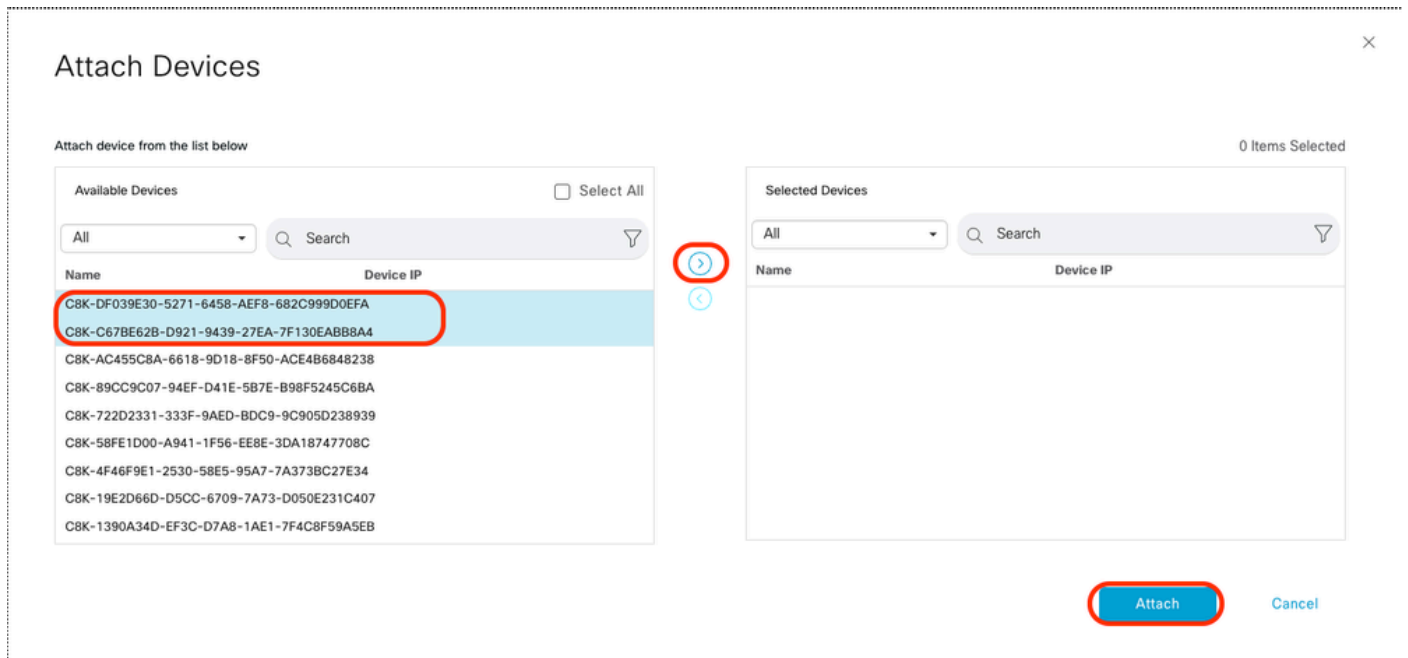 Attach Devices
Attach device from the list below
0 Items Selected
Available Devices
Select All
All
Search
Name Device IP
C8K-DF039E30-5271-6458-AEF8-682C999D0EFA
C8K-C67BE62B-D921-9439-27EA-7F130EABB8A4
C8K-AC455C8A-6618-9D18-8F50-ACE4B6848238
C8K-89CC9C07-94EF-D41E-5B7E-B98F5245C6BA
C8K-722D2331-333F-9AED-BDC9-9C905D238939
C8K-58FE1D00-A941-1F56-EE8E-3DA18747708C
C8K-4F46F9E1-2530-58E5-95A7-7A373BC27E34
C8K-19E2D66D-D5CC-6709-7A73-D050E231C407
C8K-1390A34D-EF3C-D7A8-1AE1-7F4C8F59A5EB
Selected Devices
All
Search
Name Device IP
Attach
Cancel